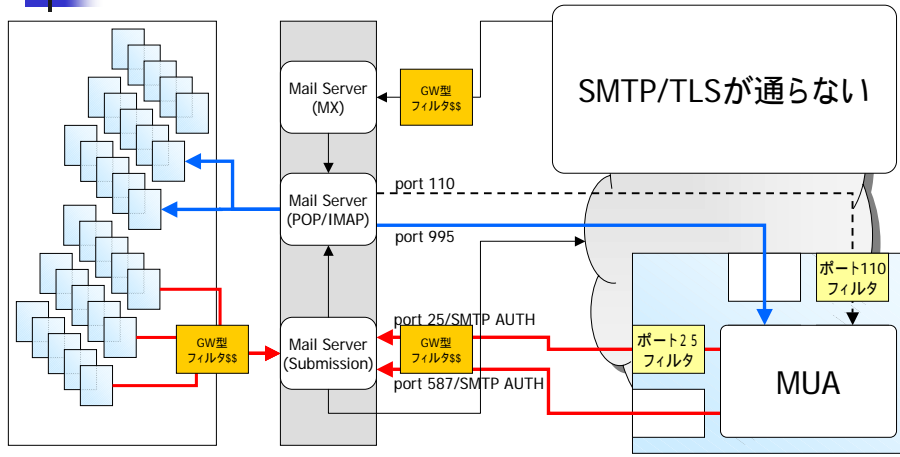 Mail Server
(MX)
GW型
フィルタ$$
SMTP/TLSが通らない
Mail Server
(POP/IMAP)
port 110
port 995
ポート110
フィルタ
port 25/SMTP AUTH
GW型
フィルタ$$
Mail Server
(Submission)
GW型
フィルタ$$
ポート25
フィルタ
port 587/SMTP AUTH
MUA